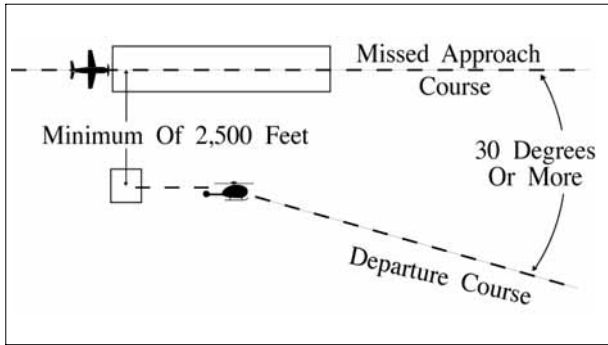 Missed Approach
Course
Minimum Of 2,500 Feet
30 Degrees
Or More
Departure Course